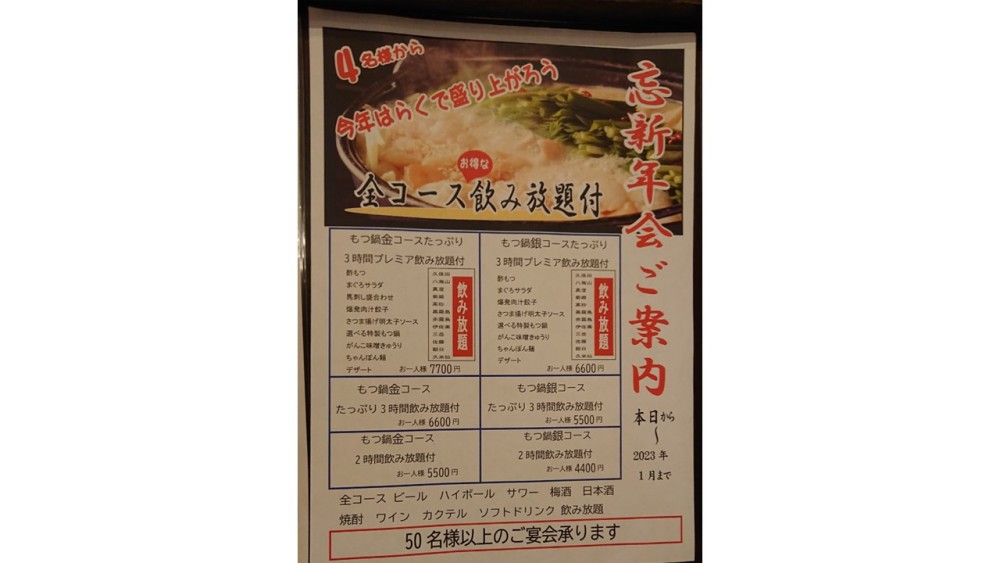 4名様から
今年はらくで盛り上がろう
お得な
全コース飲み放題付
忘新年会ご案内
本日から
～
2023年
1月まで
もつ鍋金コースたっぷり
3時間プレミア飲み放題付
酢もつ
まぐろサラダ
馬刺し盛合わせ
爆発肉汁餃子
さつま揚げ明太子ソース
選べる特製もつ鍋
がんこ味噌きゅうり
ちゃんぽん麺
デザート
飲み放題
お一人様 7700円
もつ鍋銀コースたっぷり
3時間プレミア飲み放題付
酢もつ
まぐろサラダ
爆発肉汁餃子
さつま揚げ明太子ソース
選べる特製もつ鍋
がんこ味噌きゅうり
ちゃんぽん麺
デザート
飲み放題
お一人様 6600円
もつ鍋金コース
たっぷり3時間飲み放題付
お一人様 6600円
もつ鍋銀コース
たっぷり3時間飲み放題付
お一人様 5500円
もつ鍋金コース
2時間飲み放題付
お一人様 5500円
もつ鍋銀コース
2時間飲み放題付
お一人様 4400円
全コース ビール ハイボール サワー 梅酒 日本酒
焼酎 ワイン カクテル ソフトドリンク 飲み放題
50名様以上のご宴会承ります